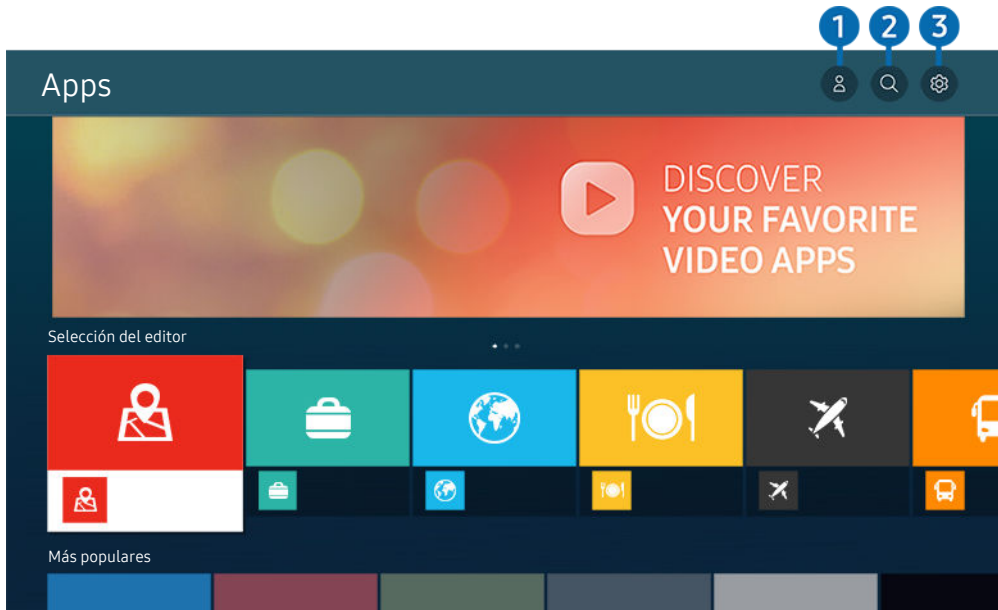 1 2 3
Apps
DISCOVER
YOUR FAVORITE
VIDEO APPS
Selección del editor
Más populares